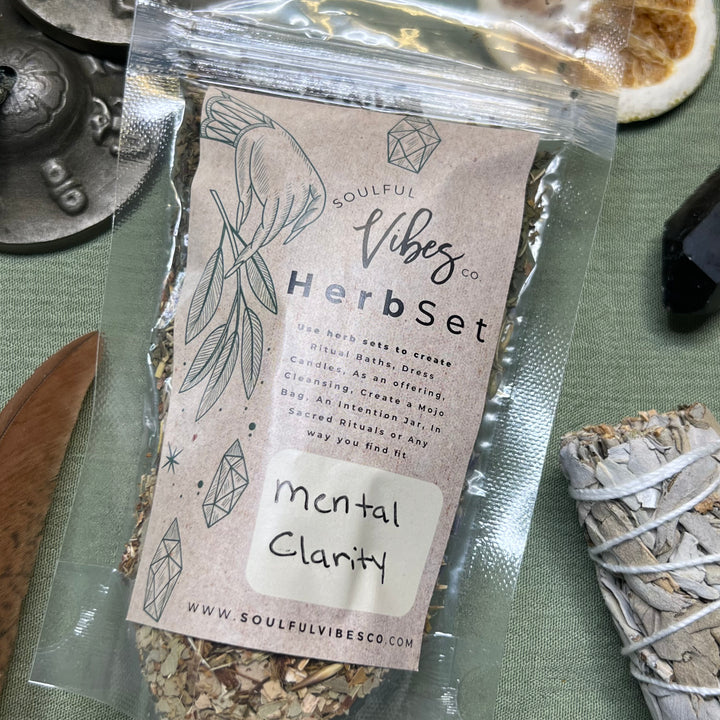 SOULFUL
Vibes
CO.
HerbSet
Use herb sets to create
Ritual Baths, Dress
Candles, As an offering,
Cleansing, Create a Mojo
Bag, An Intention Jar, In
Sacred Rituals or Any
way you find fit
Mental
Clarity
WWW.SOULFULVIBESCO.COM